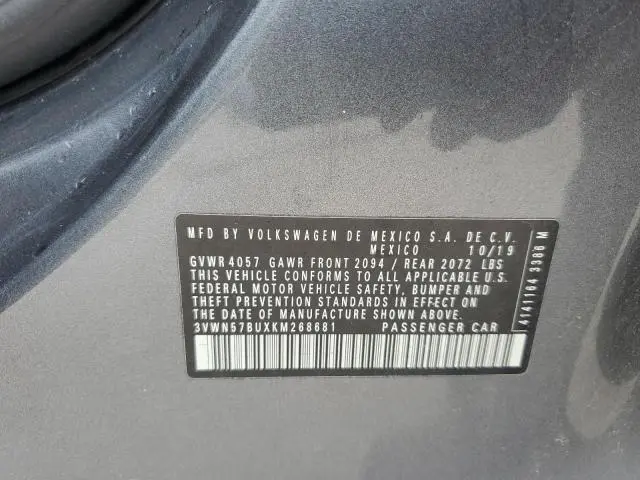 MFD BY VOLKSWAGEN DE MEXICO S.A. DE C.V.
MEXICO 10/19
GVWR 4057 GAWR FRONT 2094 / REAR 2072 LBS
THIS VEHICLE CONFORMS TO ALL APPLICABLE U.S.
FEDERAL MOTOR VEHICLE SAFETY, BUMPER AND
THEFT PREVENTION STANDARDS IN EFFECT ON
THE DATE OF MANUFACTURE SHOWN ABOVE.
3VWN57BUXKM268681 PASSENGER CAR
4141164 3386 M